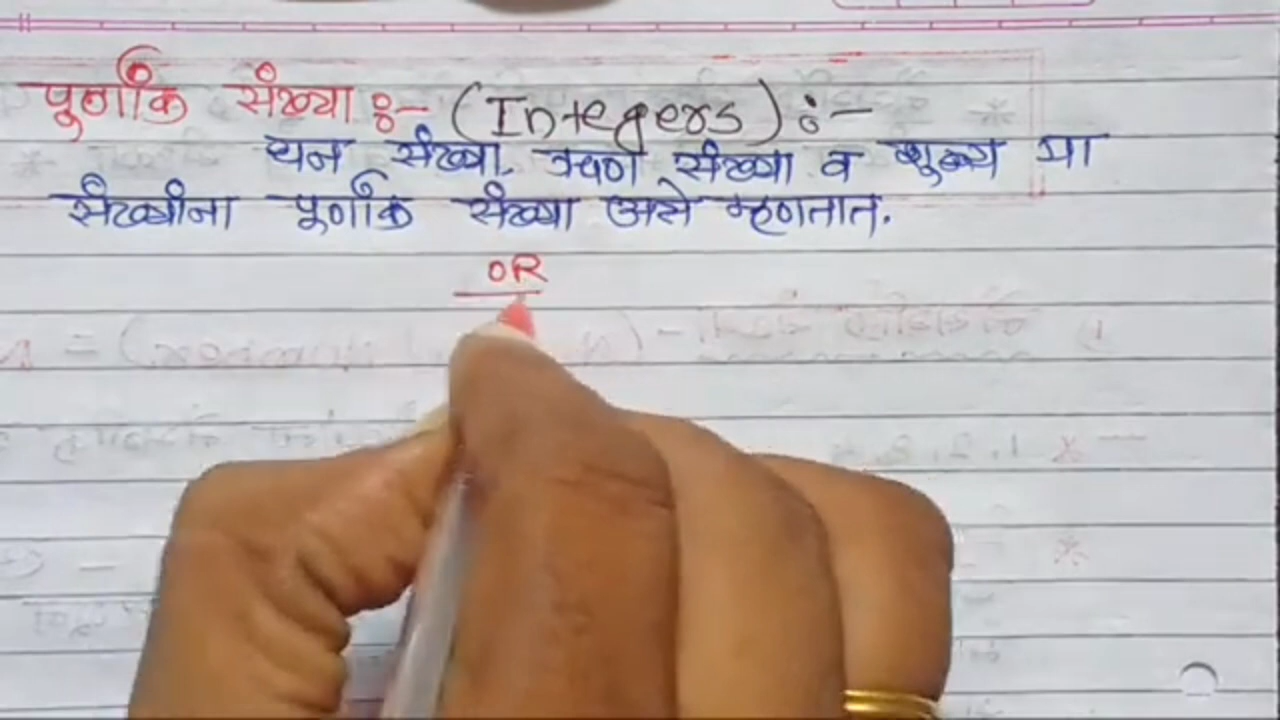 पूर्णांक संख्या :- (Integers) :-
धन संख्या, ऋण संख्या व शून्य या
संख्यांना पूर्णांक संख्या असे म्हणतात.
OR